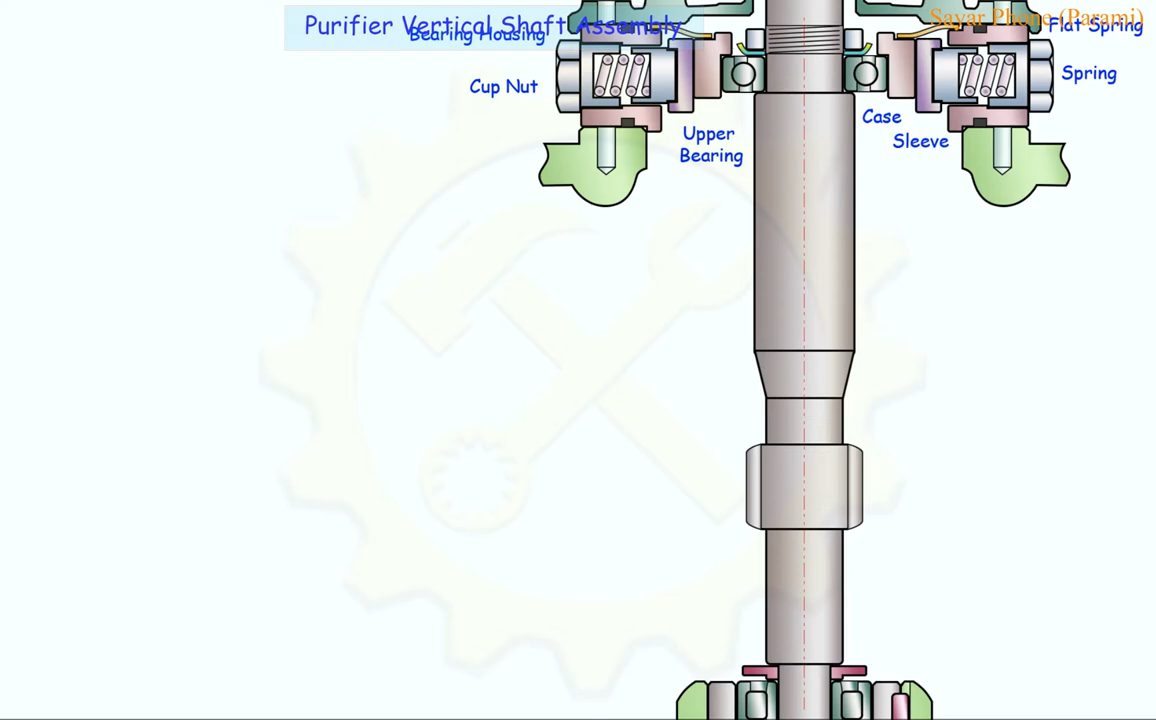 Purifier Vertical Shaft Assembly
Sayar Phone (Parami)
Bearing Housing
Flat Spring
Cup Nut
Spring
Case
Upper
Bearing
Sleeve